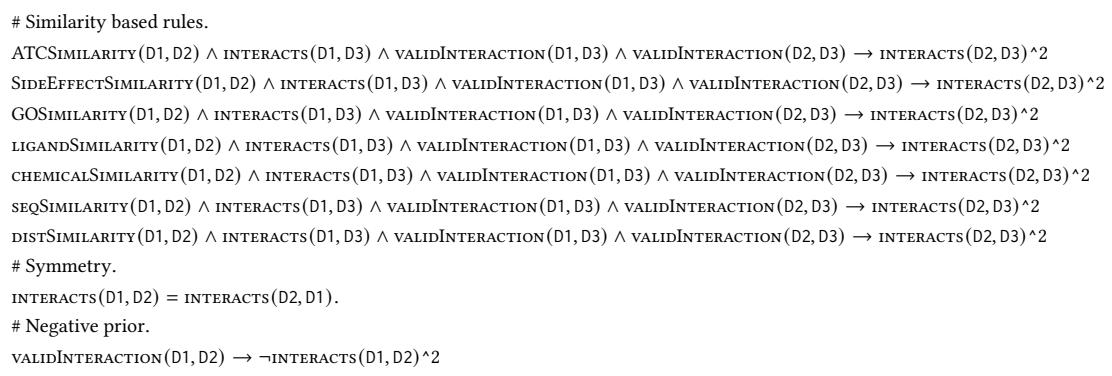 # Similarity based rules.
ATCSimilarity(D1, D2) ∧ interacts(D1, D3) ∧ validInteraction(D1, D3) ∧ validInteraction(D2, D3) → interacts(D2, D3)^2
SideEffectSimilarity(D1, D2) ∧ interacts(D1, D3) ∧ validInteraction(D1, D3) ∧ validInteraction(D2, D3) → interacts(D2, D3)^2
GOSimilarity(D1, D2) ∧ interacts(D1, D3) ∧ validInteraction(D1, D3) ∧ validInteraction(D2, D3) → interacts(D2, D3)^2
ligandSimilarity(D1, D2) ∧ interacts(D1, D3) ∧ validInteraction(D1, D3) ∧ validInteraction(D2, D3) → interacts(D2, D3)^2
chemicalSimilarity(D1, D2) ∧ interacts(D1, D3) ∧ validInteraction(D1, D3) ∧ validInteraction(D2, D3) → interacts(D2, D3)^2
seqSimilarity(D1, D2) ∧ interacts(D1, D3) ∧ validInteraction(D1, D3) ∧ validInteraction(D2, D3) → interacts(D2, D3)^2
distSimilarity(D1, D2) ∧ interacts(D1, D3) ∧ validInteraction(D1, D3) ∧ validInteraction(D2, D3) → interacts(D2, D3)^2
# Symmetry.
interacts(D1, D2) = interacts(D2, D1).
# Negative prior.
validInteraction(D1, D2) → ¬interacts(D1, D2)^2